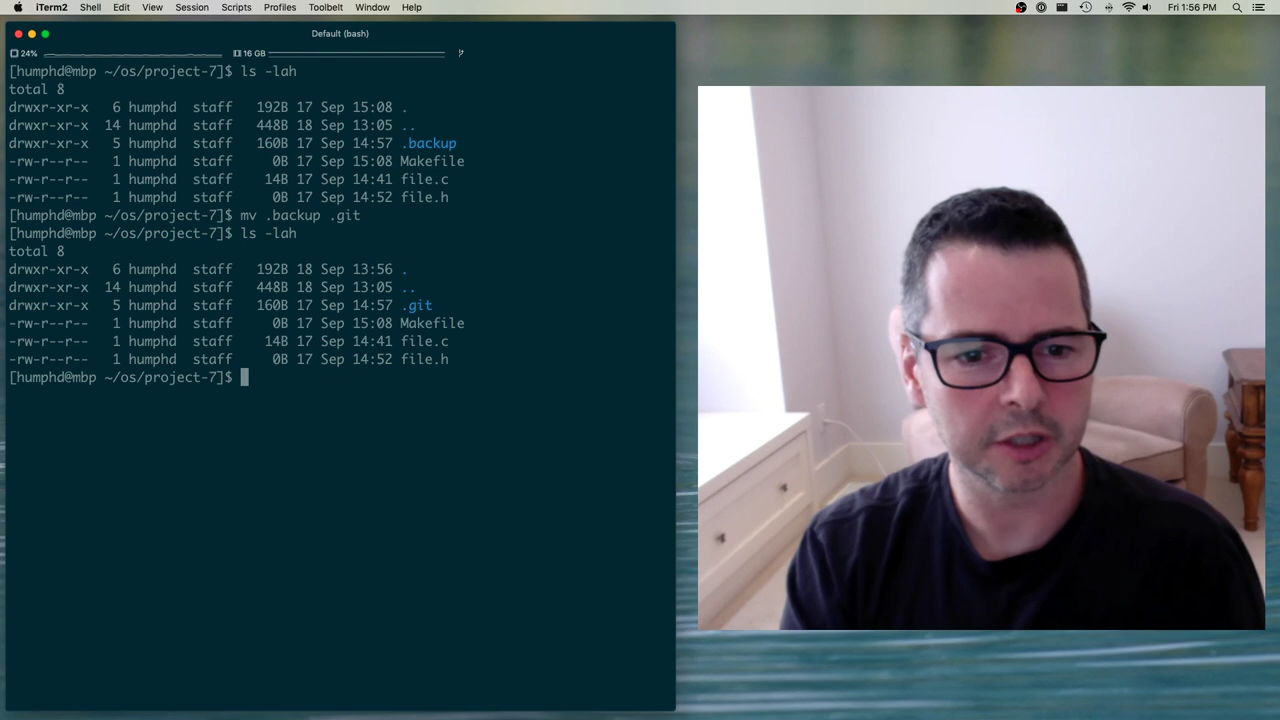 iTerm2 Shell Edit View Session Scripts Profiles Toolbelt Window Help Fri 1:56 PM
Default (bash)
24% 16 GB
[humphd@mbp ~/os/project-7]$ ls -lah
total 8
drwxr-xr-x 6 humphd staff 192B 17 Sep 15:08 .
drwxr-xr-x 14 humphd staff 448B 18 Sep 13:05 ..
drwxr-xr-x 5 humphd staff 160B 17 Sep 14:57 .backup
-rw-r--r-- 1 humphd staff 0B 17 Sep 15:08 Makefile
-rw-r--r-- 1 humphd staff 14B 17 Sep 14:41 file.c
-rw-r--r-- 1 humphd staff 0B 17 Sep 14:52 file.h
[humphd@mbp ~/os/project-7]$ mv .backup .git
[humphd@mbp ~/os/project-7]$ ls -lah
total 8
drwxr-xr-x 6 humphd staff 192B 18 Sep 13:56 .
drwxr-xr-x 14 humphd staff 448B 18 Sep 13:05 ..
drwxr-xr-x 5 humphd staff 160B 17 Sep 14:57 .git
-rw-r--r-- 1 humphd staff 0B 17 Sep 15:08 Makefile
-rw-r--r-- 1 humphd staff 14B 17 Sep 14:41 file.c
-rw-r--r-- 1 humphd staff 0B 17 Sep 14:52 file.h
[humphd@mbp ~/os/project-7]$